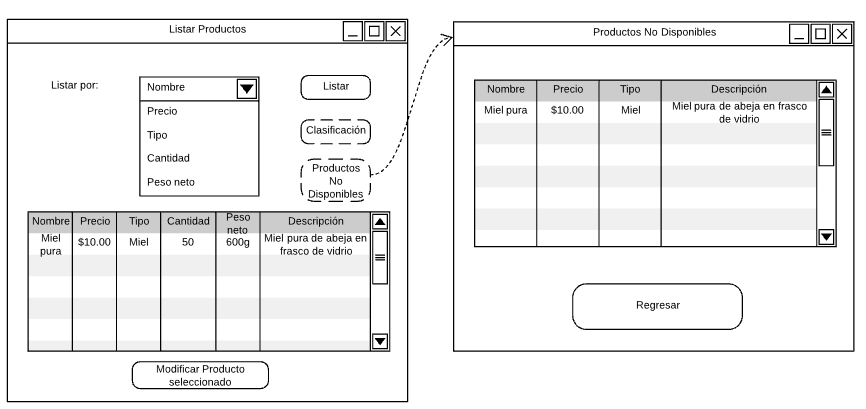 Listar Productos
Listar por:
Nombre
Precio
Tipo
Cantidad
Peso neto
Listar
Clasificación
Productos
No
Disponibles
Nombre Precio Tipo Cantidad Peso neto Descripción
Miel pura $10.00 Miel 50 600g Miel pura de abeja en frasco de vidrio
Modificar Producto
seleccionado
Productos No Disponibles
Nombre Precio Tipo Descripción
Miel pura $10.00 Miel Miel pura de abeja en frasco
de vidrio
Regresar